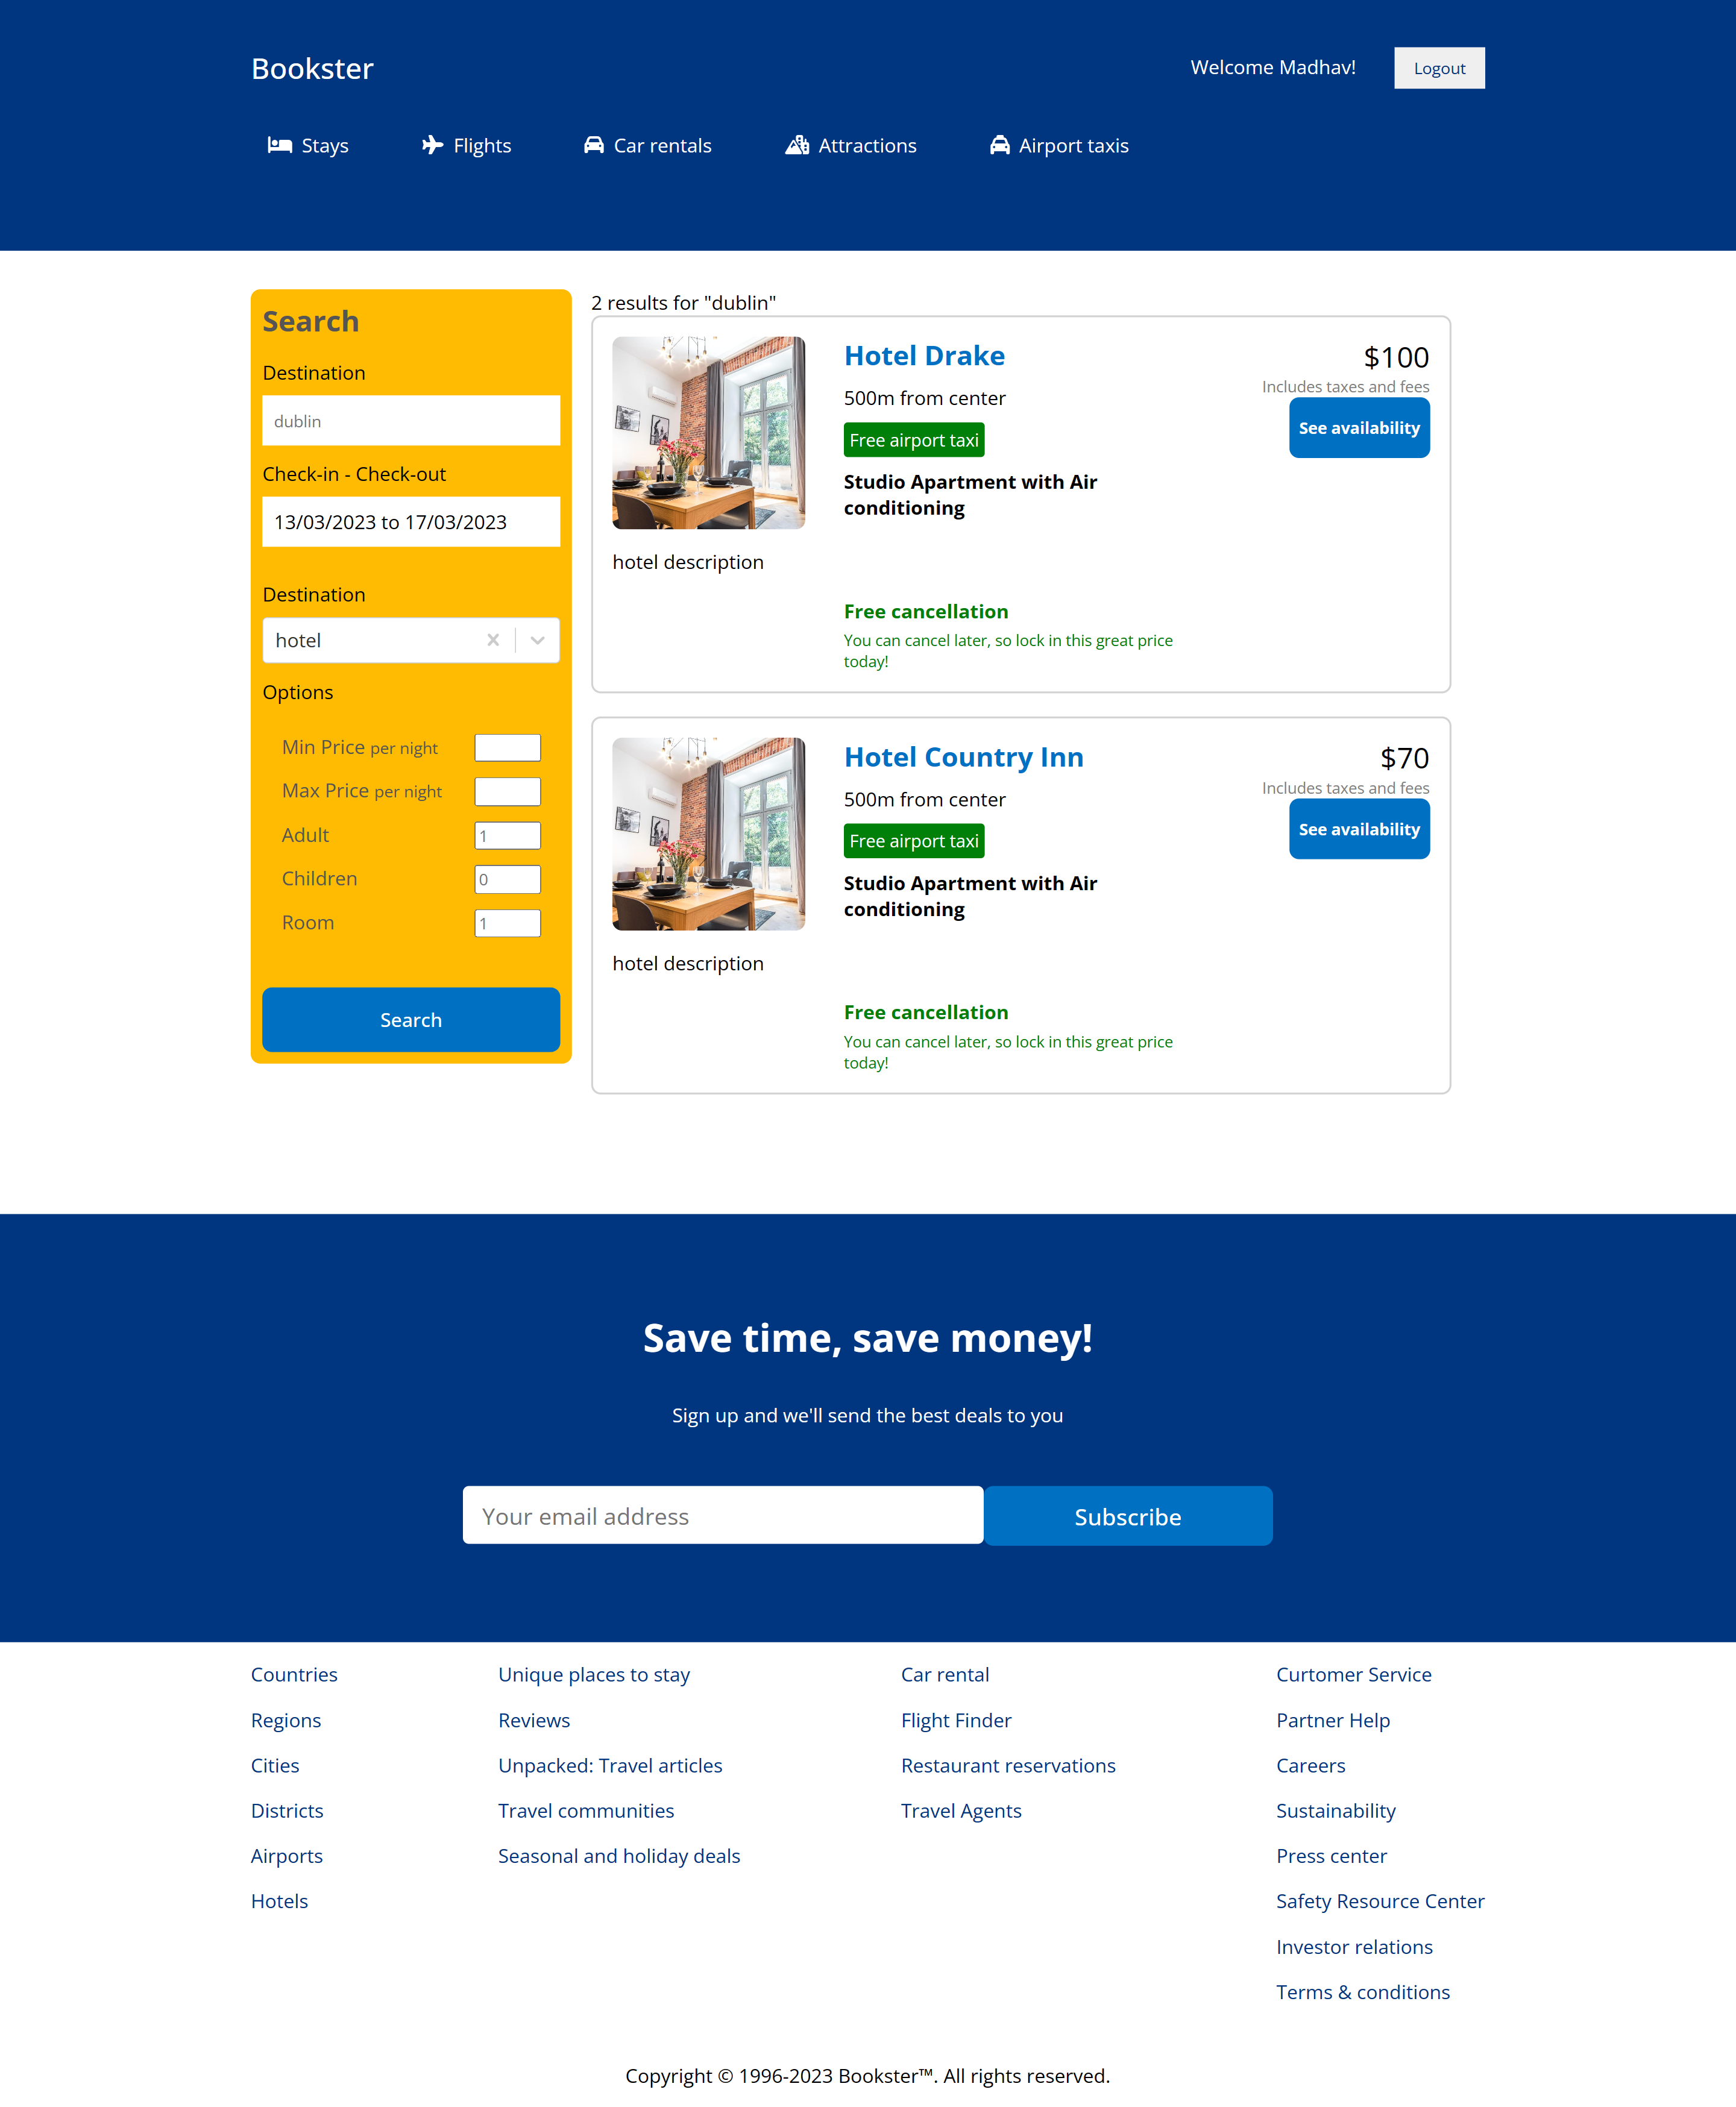 Bookster
Welcome Madhav!
Logout
Stays
Flights
Car rentals
Attractions
Airport taxis
Search
Destination
dublin
Check-in - Check-out
13/03/2023 to 17/03/2023
Destination
hotel
Options
Min Price per night
Max Price per night
Adult
1
Children
0
Room
1
Search
2 results for "dublin"
Hotel Drake
500m from center
Free airport taxi
Studio Apartment with Air
conditioning
hotel description
Free cancellation
You can cancel later, so lock in this great price
today!
$100
Includes taxes and fees
See availability
Hotel Country Inn
500m from center
Free airport taxi
Studio Apartment with Air
conditioning
hotel description
Free cancellation
You can cancel later, so lock in this great price
today!
$70
Includes taxes and fees
See availability
Save time, save money!
Sign up and we'll send the best deals to you
Your email address
Subscribe
Countries
Regions
Cities
Districts
Airports
Hotels
Unique places to stay
Reviews
Unpacked: Travel articles
Travel communities
Seasonal and holiday deals
Car rental
Flight Finder
Restaurant reservations
Travel Agents
Curtomer Service
Partner Help
Careers
Sustainability
Press center
Safety Resource Center
Investor relations
Terms & conditions
Copyright © 1996-2023 Bookster™. All rights reserved.